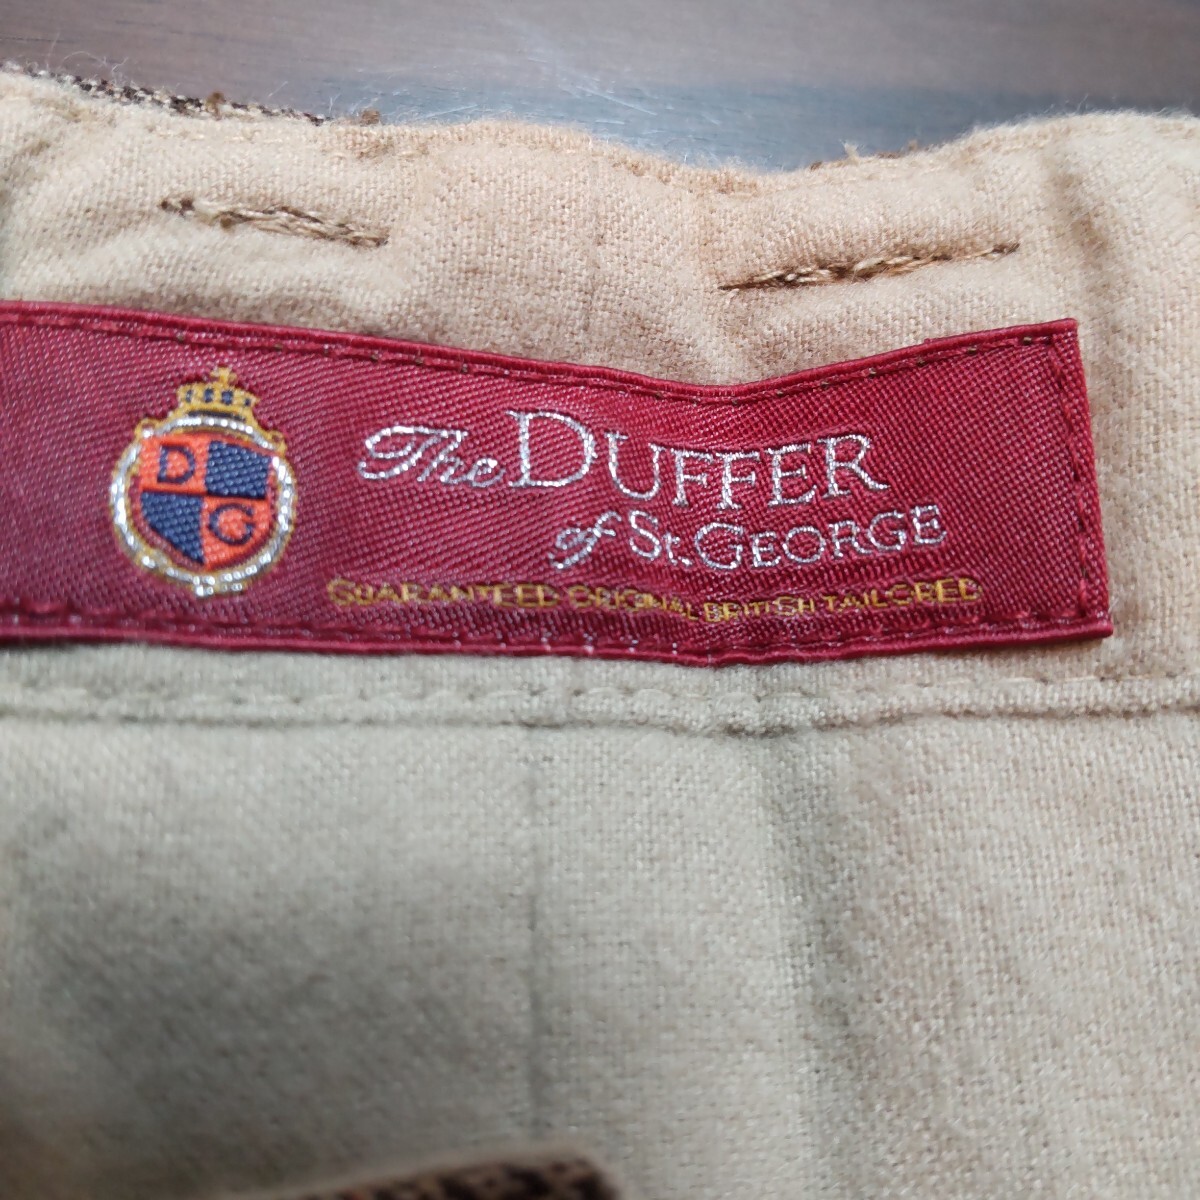 D
G
The DUFFER
of St. GEORGE
GUARANTEED ORIGINAL BRITISH TAILORED